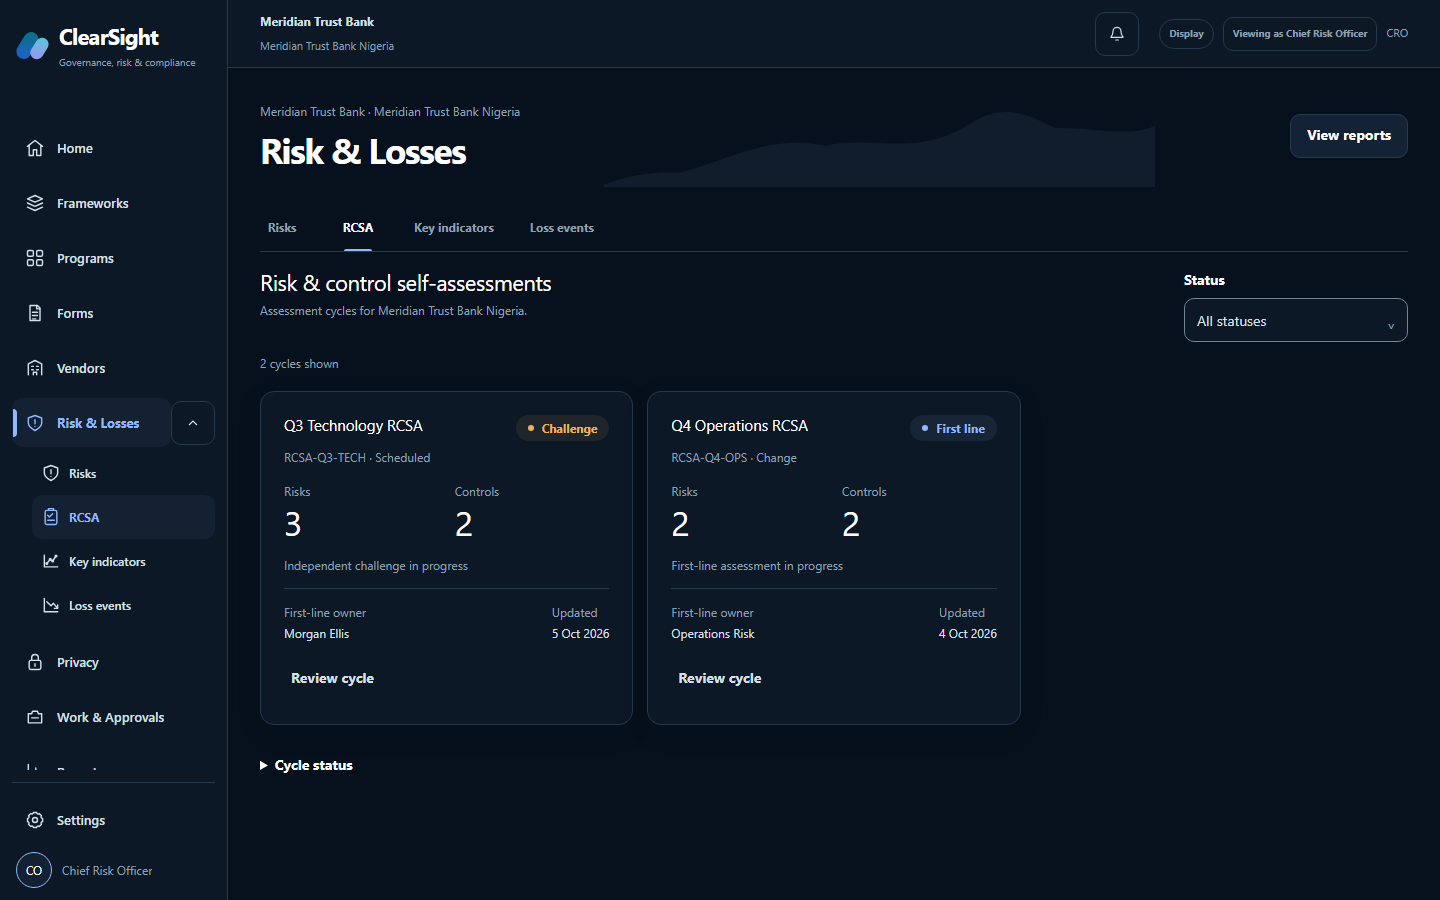 ClearSight
Governance, risk & compliance
Home
Frameworks
Programs
Forms
Vendors
Risk & Losses
Risks
RCSA
Key indicators
Loss events
Privacy
Work & Approvals
Settings
CO
Chief Risk Officer
Meridian Trust Bank
Meridian Trust Bank Nigeria
Display
Viewing as Chief Risk Officer
CRO
Meridian Trust Bank · Meridian Trust Bank Nigeria
Risk & Losses
View reports
Risks
RCSA
Key indicators
Loss events
Risk & control self-assessments
Assessment cycles for Meridian Trust Bank Nigeria.
Status
All statuses
2 cycles shown
Q3 Technology RCSA
Challenge
RCSA-Q3-TECH · Scheduled
Risks
Controls
3
2
Independent challenge in progress
First-line owner
Updated
Morgan Ellis
5 Oct 2026
Review cycle
Q4 Operations RCSA
First line
RCSA-Q4-OPS · Change
Risks
Controls
2
2
First-line assessment in progress
First-line owner
Updated
Operations Risk
4 Oct 2026
Review cycle
Cycle status